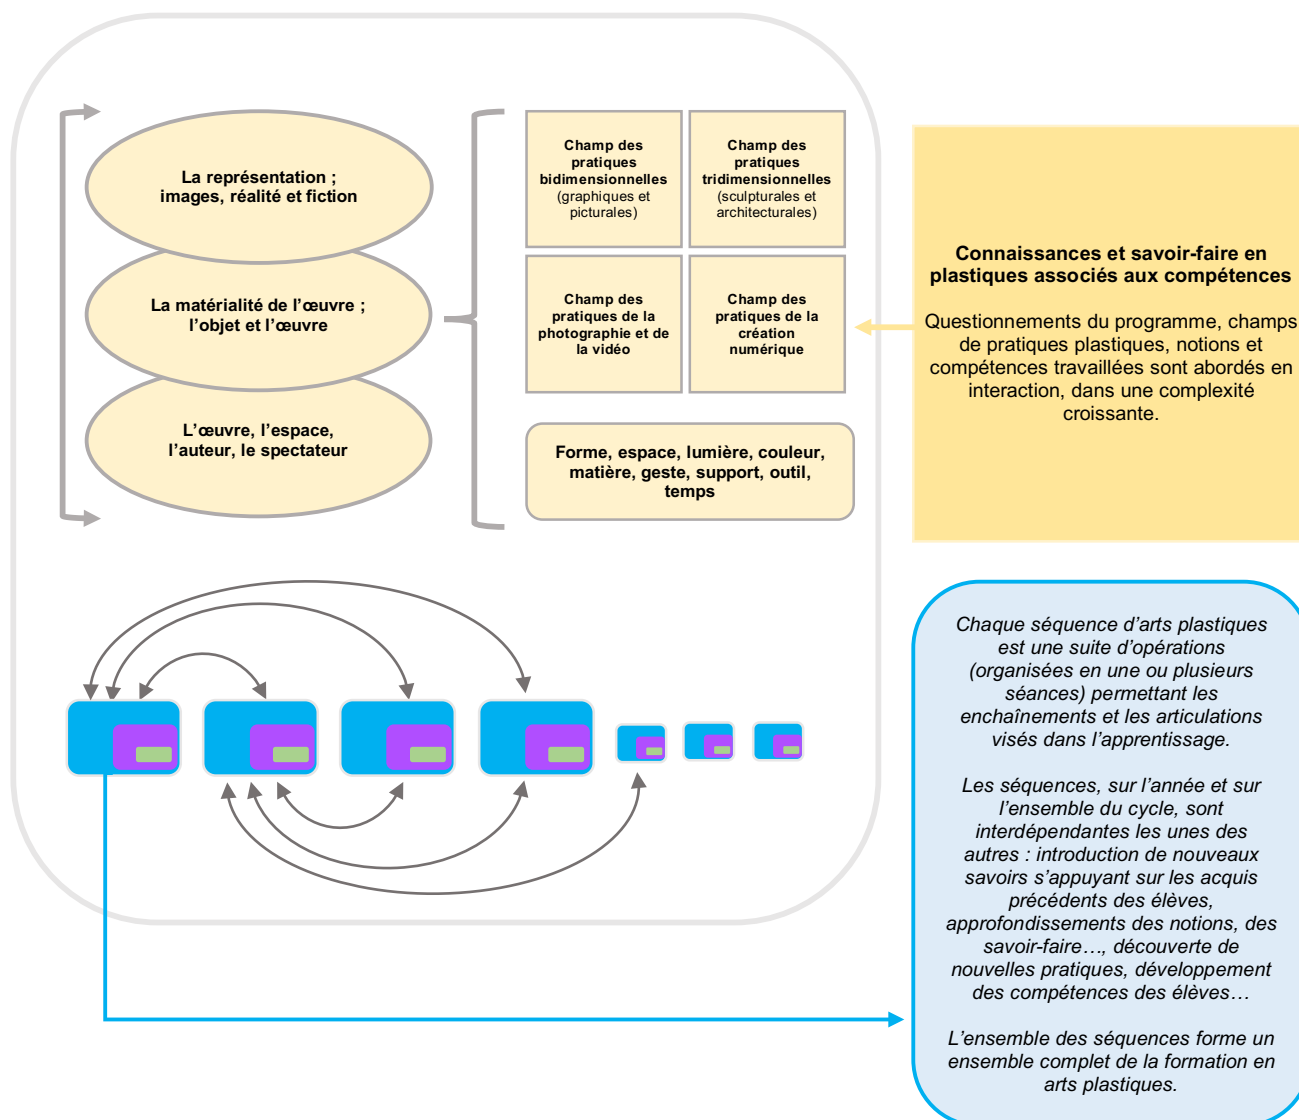 La représentation ;
images, réalité et fiction
La matérialité de l’œuvre ;
l’objet et l’œuvre
L’œuvre, l’espace,
l’auteur, le spectateur
Champ des
pratiques
bidimensionnelles
(graphiques et
picturales)
Champ des
pratiques
tridimensionnelles
(sculpturales et
architecturales)
Champ des
pratiques de la
photographie et de
la vidéo
Champ des
pratiques de la
création
numérique
Forme, espace, lumière, couleur,
matière, geste, support, outil,
temps
Connaissances et savoir-faire en
plastiques associés aux compétences
Questionnements du programme, champs
de pratiques plastiques, notions et
compétences travaillées sont abordés en
interaction, dans une complexité
croissante.
Chaque séquence d’arts plastiques
est une suite d’opérations
(organisées en une ou plusieurs
séances) permettant les
enchaînements et les articulations
visés dans l’apprentissage.
Les séquences, sur l’année et sur
l’ensemble du cycle, sont
interdépendantes les unes des
autres : introduction de nouveaux
savoirs s’appuyant sur les acquis
précédents des élèves,
approfondissements des notions, des
savoir-faire…, découverte de
nouvelles pratiques, développement
des compétences des élèves…
L’ensemble des séquences forme un
ensemble complet de la formation en
arts plastiques.